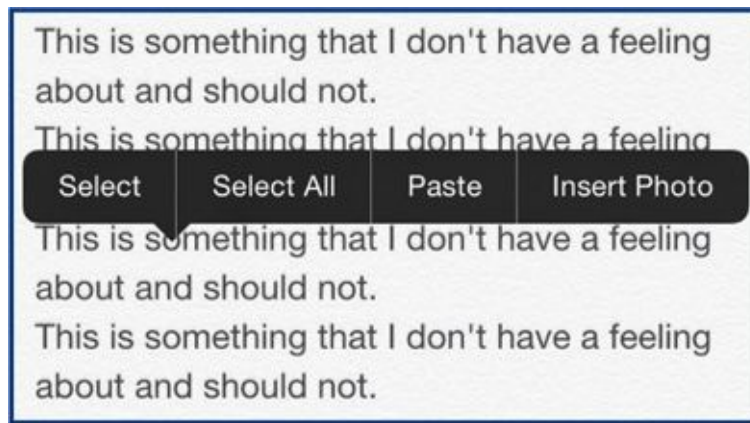 This is something that I don't have a feeling
about and should not.
This is something that I don't have a feeling
Select Select All Paste Insert Photo
This is something that I don't have a feeling
about and should not.
This is something that I don't have a feeling
about and should not.